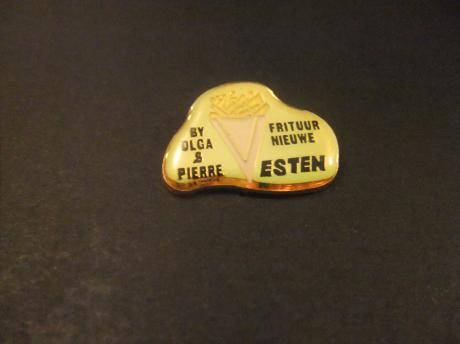 BY
OLGA
&
PIERRE
FRITUUR
NIEUWE
ESTEN